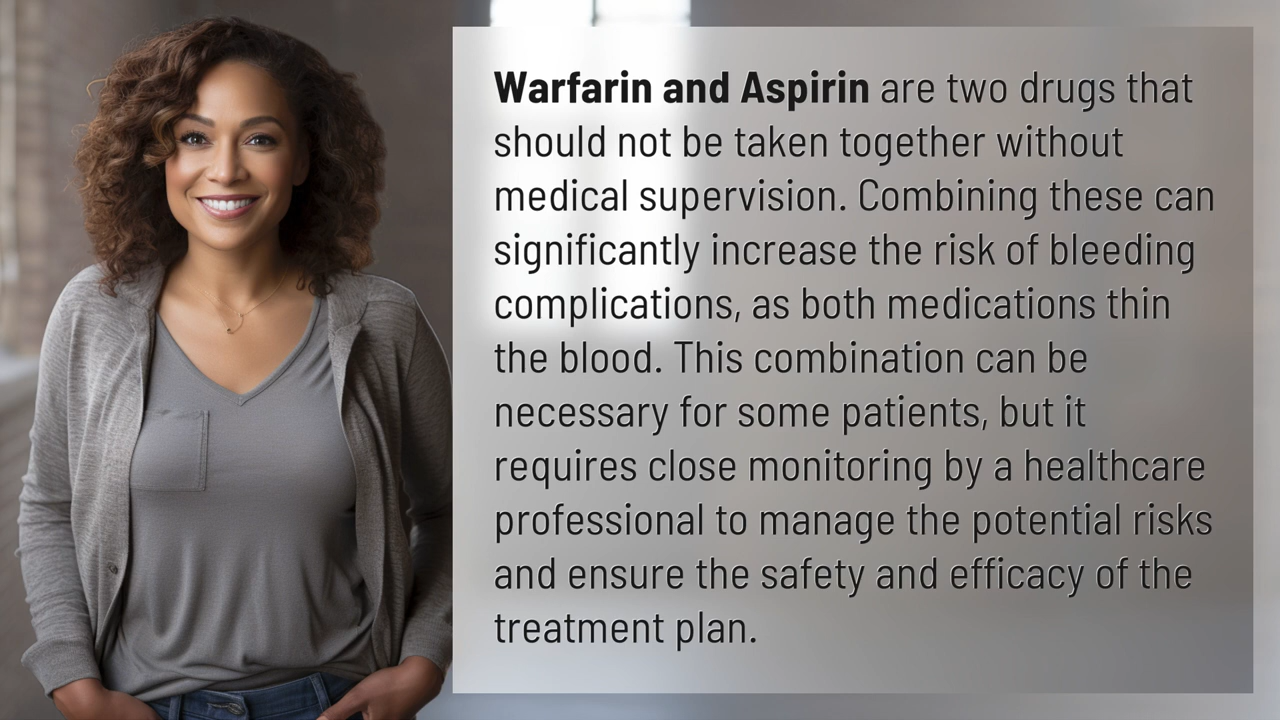 Warfarin and Aspirin are two drugs that
should not be taken together without
medical supervision. Combining these can
significantly increase the risk of bleeding
complications, as both medications thin
the blood. This combination can be
necessary for some patients, but it
requires close monitoring by a healthcare
professional to manage the potential risks
and ensure the safety and efficacy of the
treatment plan.